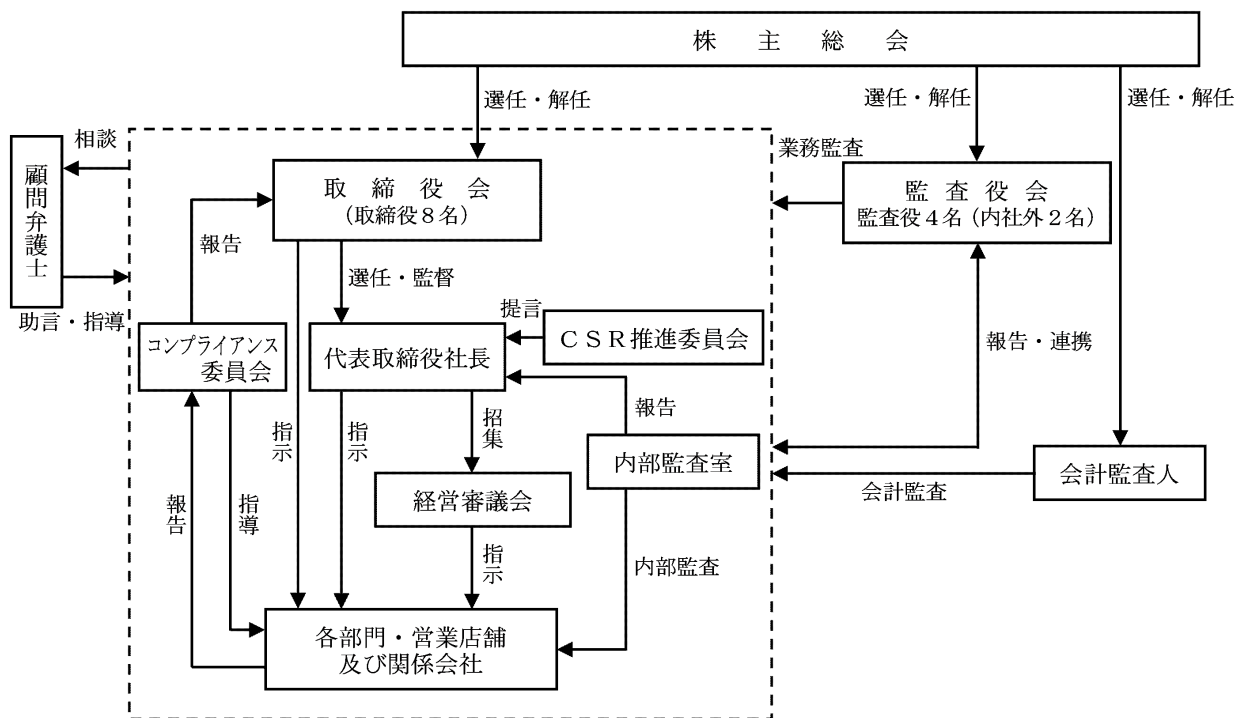 株主総会
選任・解任
選任・解任
選任・解任
相談
顧問弁護士
助言・指導
業務監査
取締役会
(取締役８名)
監査役会
監査役４名(内社外２名)
報告
選任・監督
提言
ＣＳＲ推進委員会
コンプライアンス
委員会
代表取締役社長
報告・連携
指示
指示
招集
報告
内部監査室
会計監査人
会計監査
経営審議会
報告
指導
指示
内部監査
各部門・営業店舗
及び関係会社